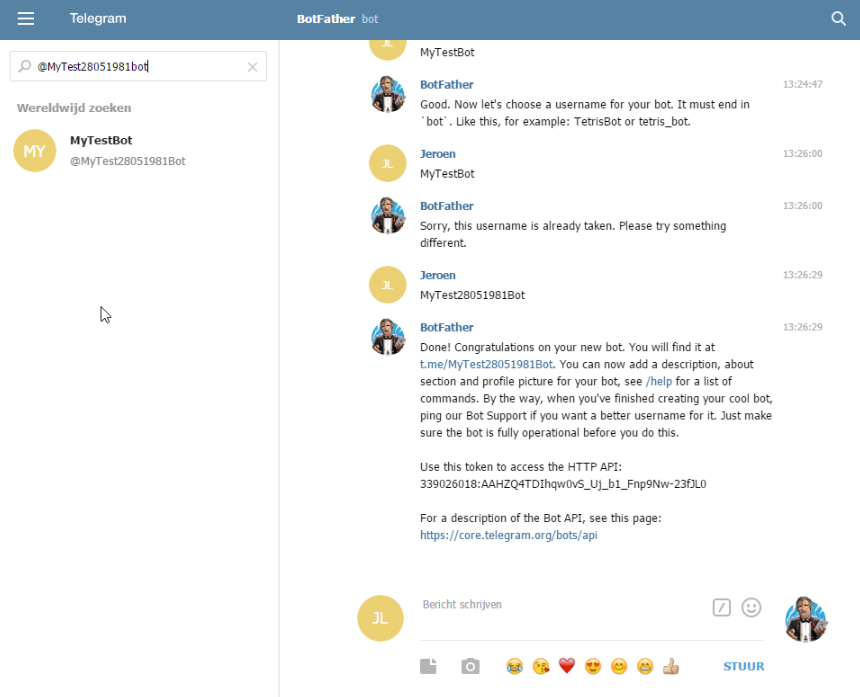 Telegram
BotFather bot
@MyTest28051981bot
Wereldwijd zoeken
MY
MyTestBot
@MyTest28051981Bot
JL
MyTestBot
BotFather 13:24:47
Good. Now let's choose a username for your bot. It must end in
`bot`. Like this, for example: TetrisBot or tetris_bot.
JL
Jeroen 13:26:00
MyTestBot
BotFather 13:26:00
Sorry, this username is already taken. Please try something
different.
JL
Jeroen 13:26:29
MyTest28051981Bot
BotFather 13:26:29
Done! Congratulations on your new bot. You will find it at
t.me/MyTest28051981Bot. You can now add a description, about
section and profile picture for your bot, see /help for a list of
commands. By the way, when you've finished creating your cool bot,
ping our Bot Support if you want a better username for it. Just make
sure the bot is fully operational before you do this.
Use this token to access the HTTP API:
339026018:AAHZQ4TDIhqw0vS_Uj_b1_Fnp9Nw-23fJL0
For a description of the Bot API, see this page:
https://core.telegram.org/bots/api
JL
Bericht schrijven
STUUR